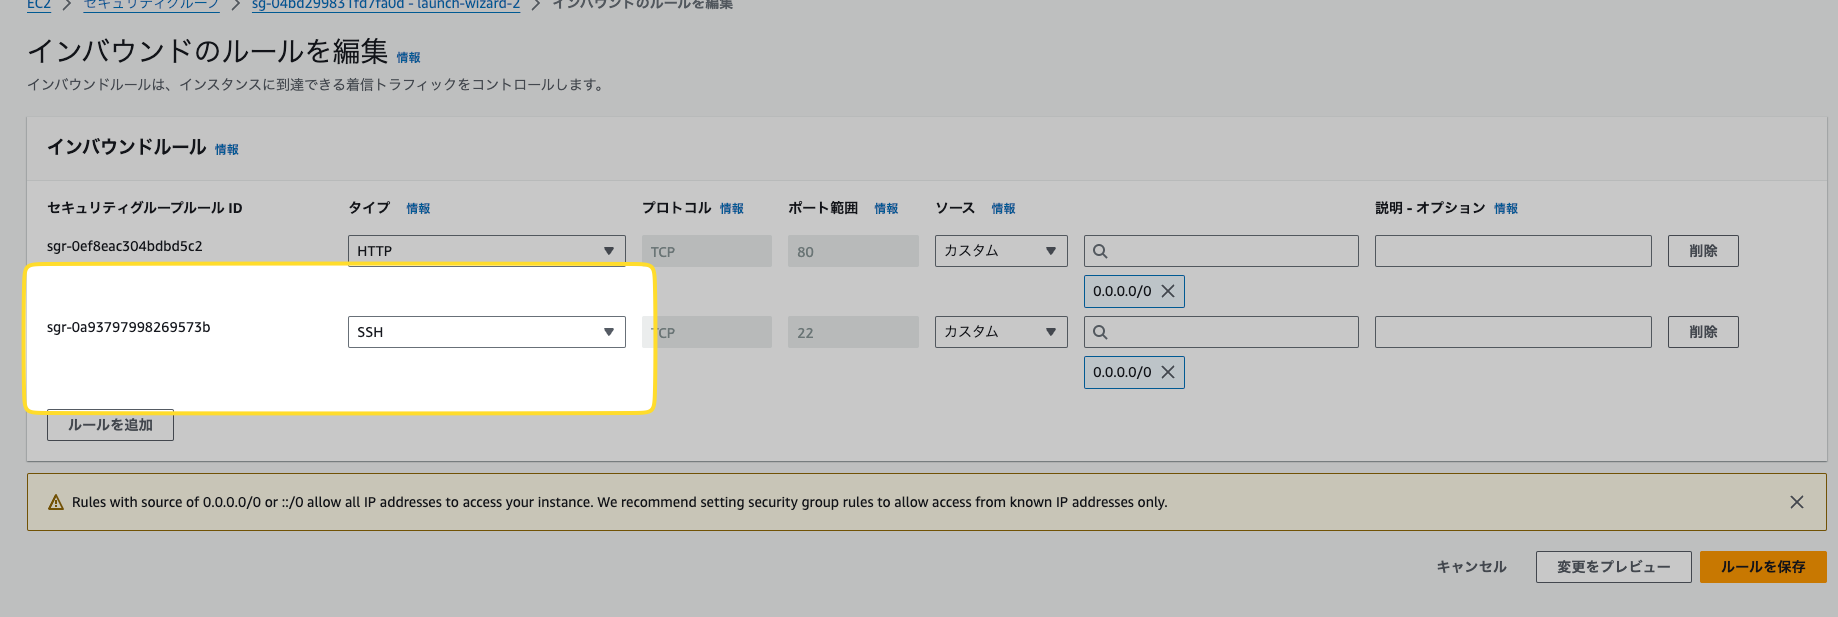 EC2 > セキュリティグループ > sg-04bd299831fd7fa0d - launch-wizard-2 > インバウンドのルールを編集
インバウンドのルールを編集 情報
インバウンドルールは、インスタンスに到達できる着信トラフィックをコントロールします。
インバウンドルール 情報
セキュリティグループルール ID タイプ 情報 プロトコル 情報 ポート範囲 情報 ソース 情報 説明 - オプション 情報
sgr-0ef8eac304bdbd5c2 HTTP TCP 80 カスタム 削除
0.0.0.0/0
sgr-0a93797998269573b SSH TCP 22 カスタム 削除
0.0.0.0/0
ルールを追加
Rules with source of 0.0.0.0/0 or ::/0 allow all IP addresses to access your instance. We recommend setting security group rules to allow access from known IP addresses only.
キャンセル 変更をプレビュー ルールを保存